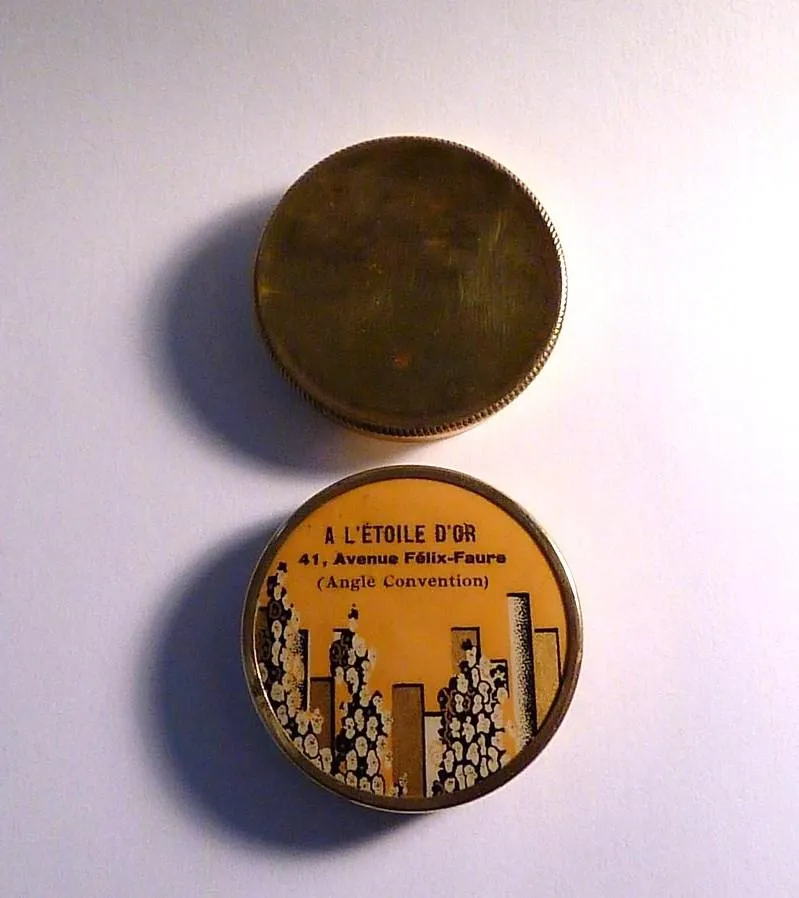 A L'ÉTOILE D'OR
41, Avenue Félix-Faure
(Angle Convention)